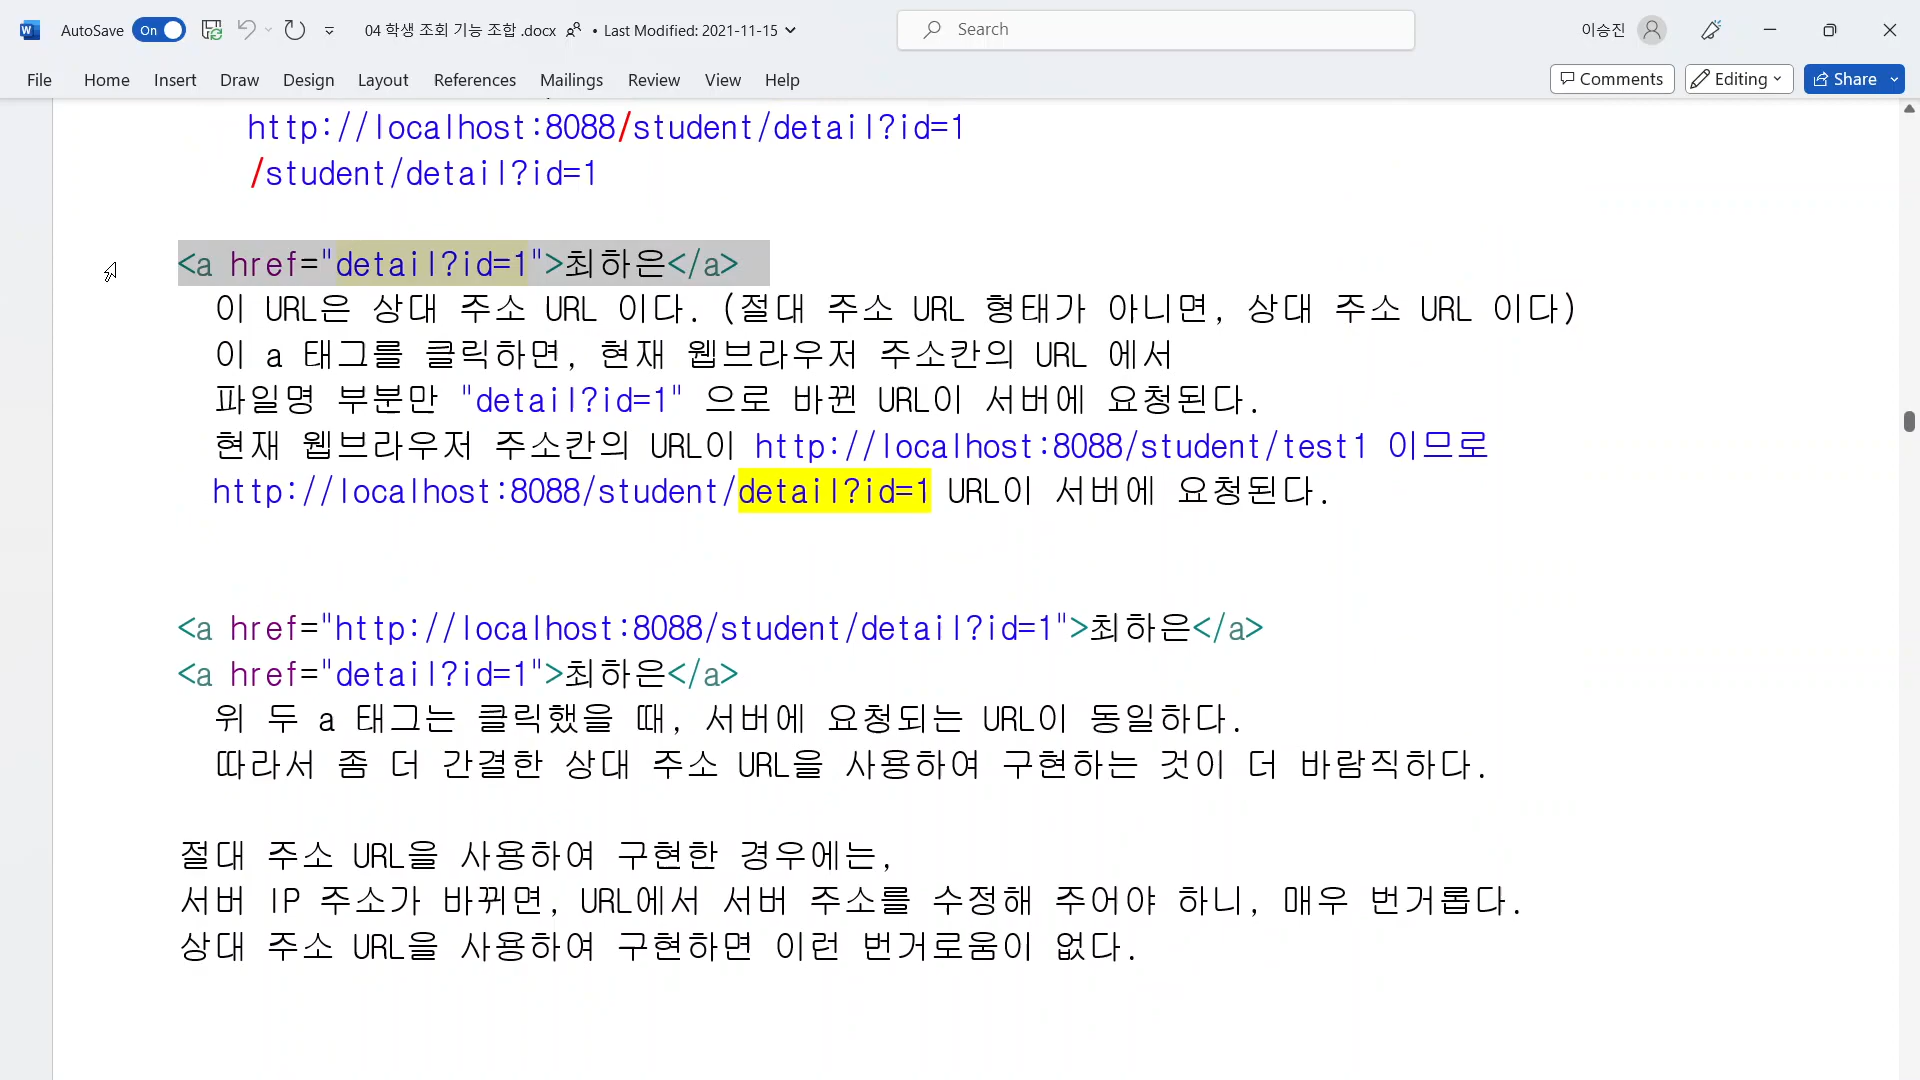 AutoSave On 04 학생 조회 기능 조합 .docx • Last Modified: 2021-11-15 Search 이승진
File Home Insert Draw Design Layout References Mailings Review View Help Comments Editing Share
http://localhost:8088/student/detail?id=1
/student/detail?id=1
<a href="detail?id=1">최하은</a>
이 URL은 상대 주소 URL 이다. (절대 주소 URL 형태가 아니면, 상대 주소 URL 이다)
이 a 태그를 클릭하면, 현재 웹브라우저 주소칸의 URL 에서
파일명 부분만 "detail?id=1" 으로 바뀐 URL이 서버에 요청된다.
현재 웹브라우저 주소칸의 URL이 http://localhost:8088/student/test1 이므로
http://localhost:8088/student/detail?id=1 URL이 서버에 요청된다.
<a href="http://localhost:8088/student/detail?id=1">최하은</a>
<a href="detail?id=1">최하은</a>
위 두 a 태그는 클릭했을 때, 서버에 요청되는 URL이 동일하다.
따라서 좀 더 간결한 상대 주소 URL을 사용하여 구현하는 것이 더 바람직하다.
절대 주소 URL을 사용하여 구현한 경우에는,
서버 IP 주소가 바뀌면, URL에서 서버 주소를 수정해 주어야 하니, 매우 번거롭다.
상대 주소 URL을 사용하여 구현하면 이런 번거로움이 없다.